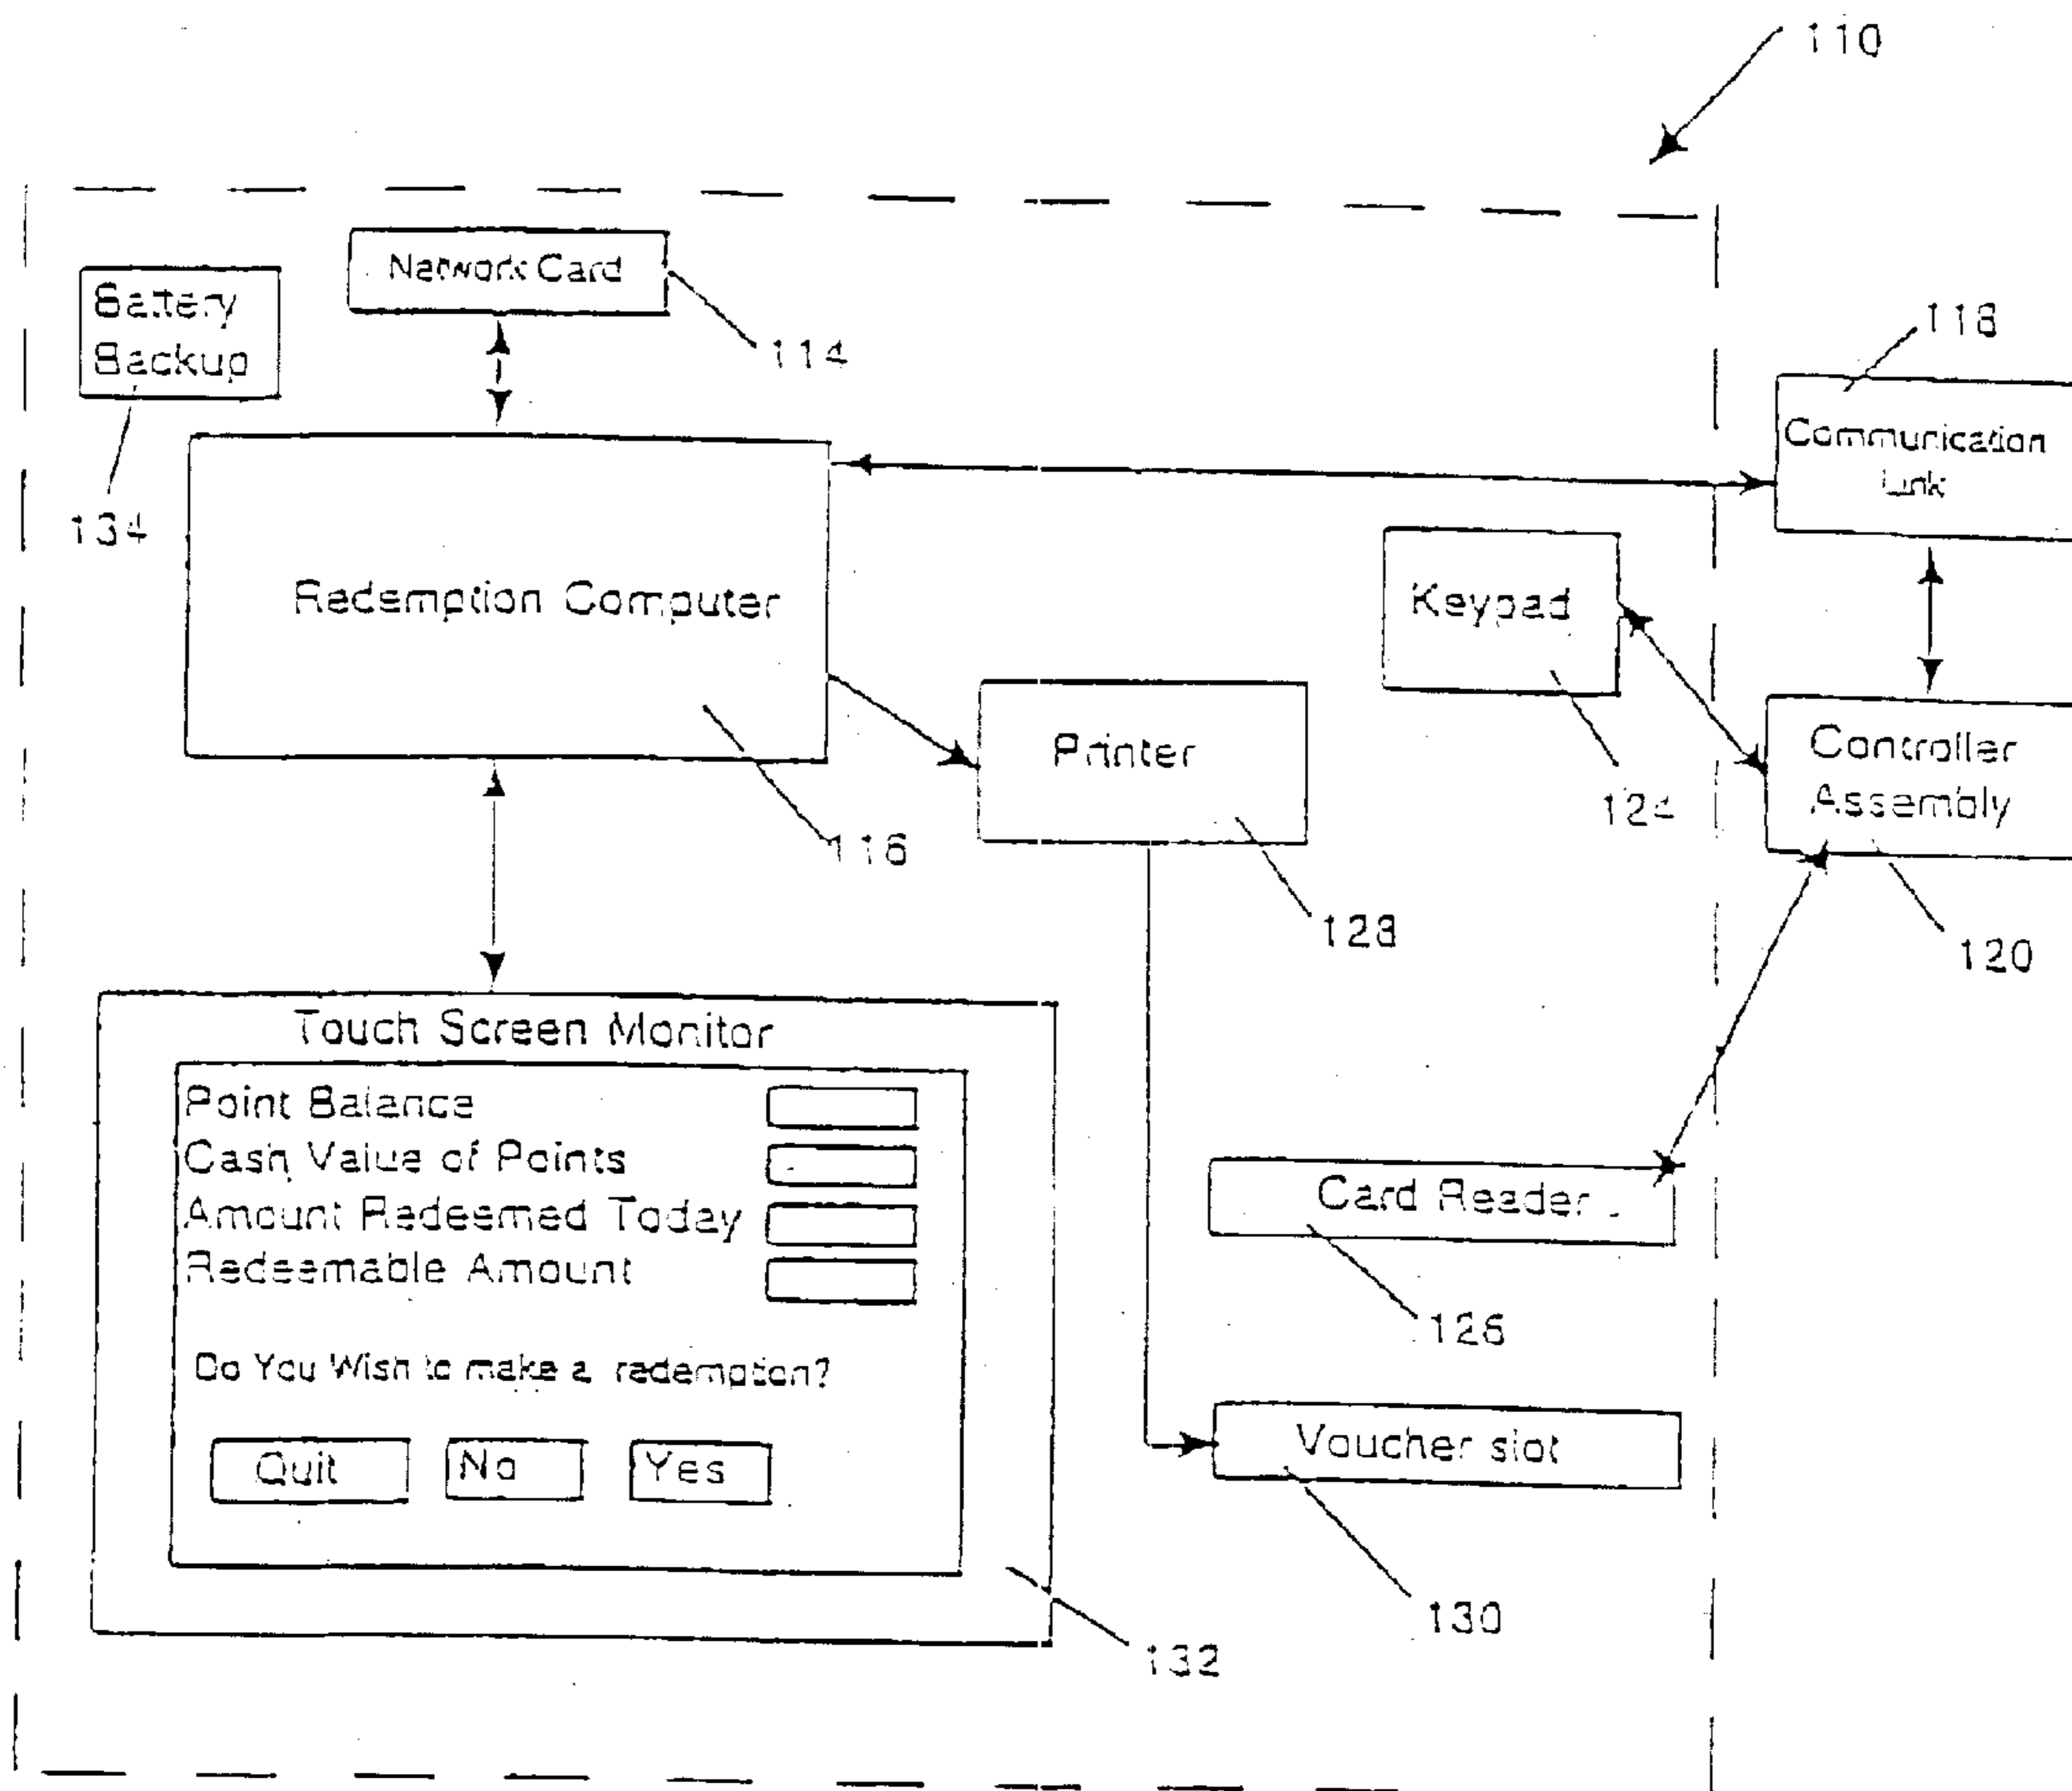 110
Network Card
Battery
Backup
114
118
Communication
Link
134
Redemption Computer
Keypad
Printer
Controller
Assembly
124
116
128
120
Touch Screen Monitor
Point Balance
Cash Value of Points
Amount Redeemed Today
Redeemable Amount
Card Reader
126
Do You Wish to make a redemption?
Quit
No
Yes
Voucher slot
130
132